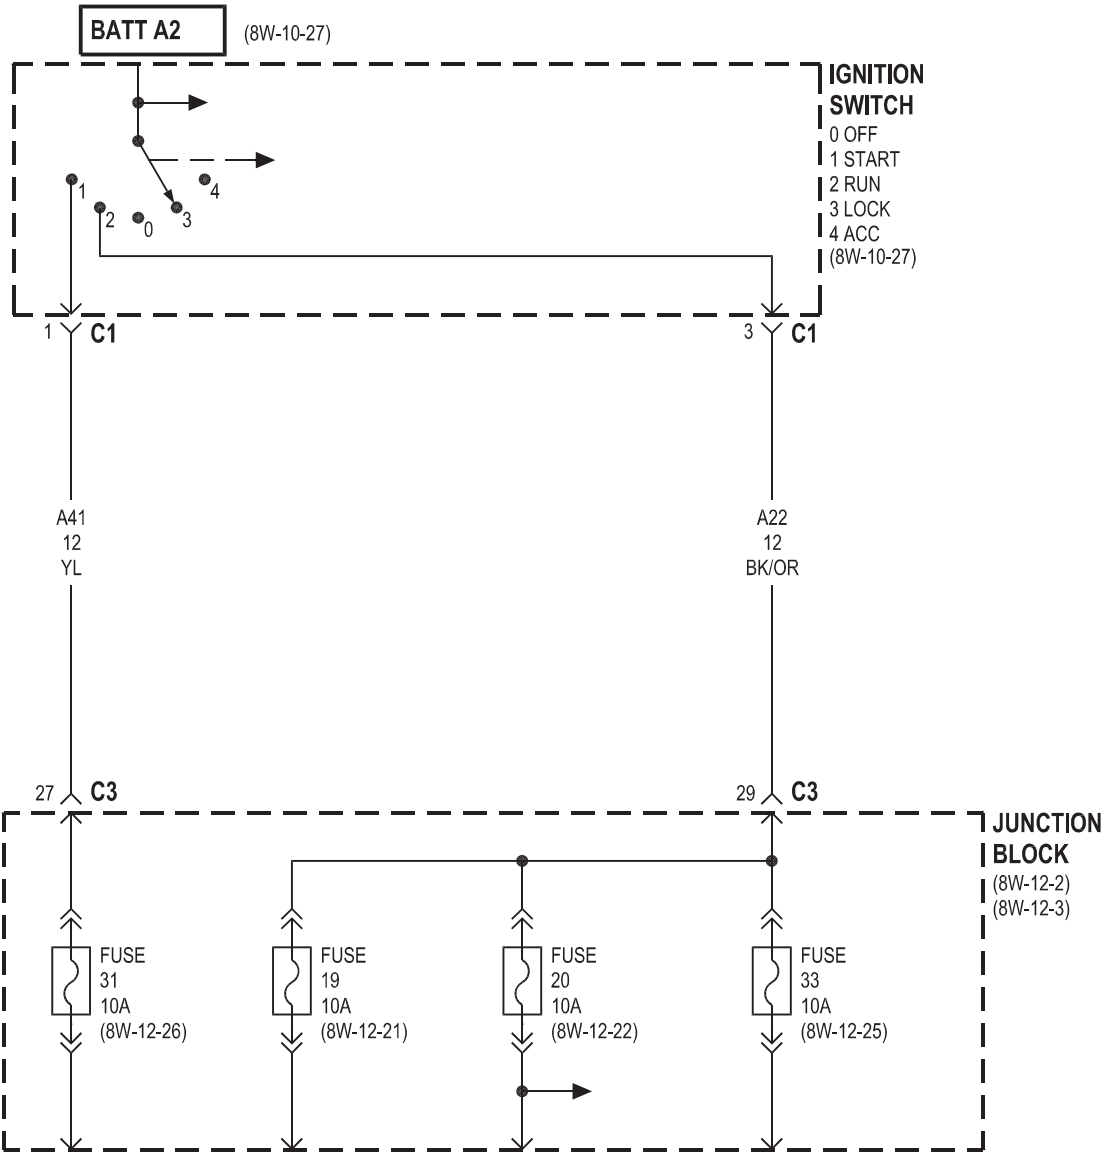 BATT A2
(8W-10-27)
IGNITION
SWITCH
0 OFF
1 START
2 RUN
3 LOCK
4 ACC
(8W-10-27)
1
2
0
3
4
1
C1
3
C1
A41
12
YL
A22
12
BK/OR
27
C3
29
C3
JUNCTION
BLOCK
(8W-12-2)
(8W-12-3)
FUSE
31
10A
(8W-12-26)
FUSE
19
10A
(8W-12-21)
FUSE
20
10A
(8W-12-22)
FUSE
33
10A
(8W-12-25)